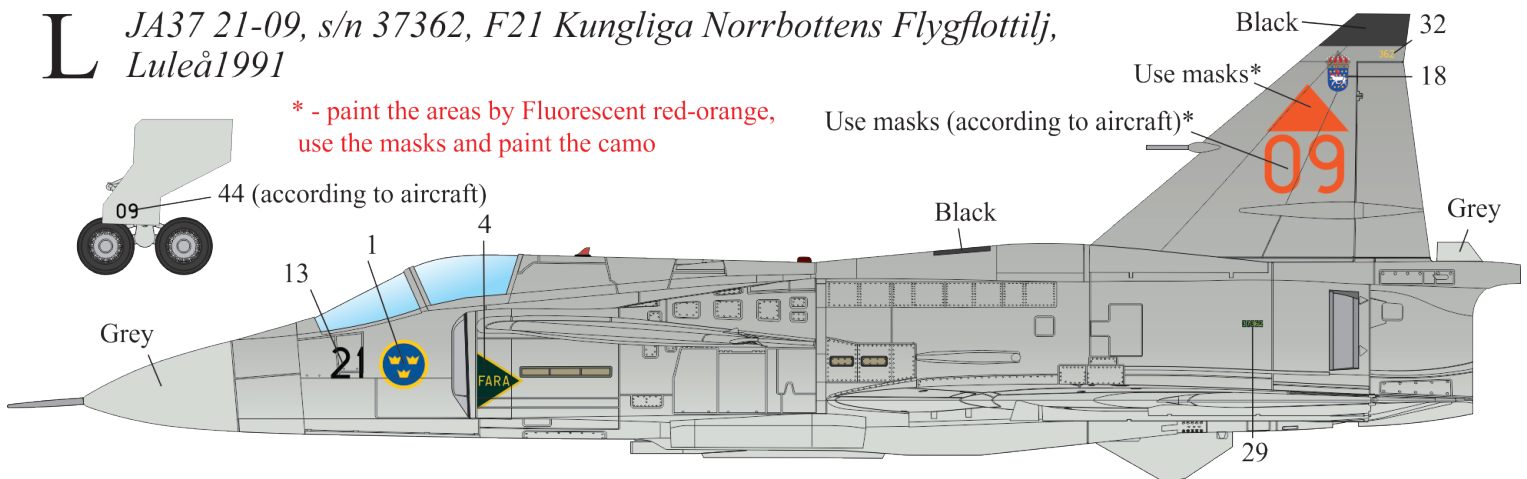 L
JA37 21-09, s/n 37362, F21 Kungliga Norrbottens Flygflottilj,
Luleå1991
* - paint the areas by Fluorescent red-orange,
use the masks and paint the camo
Black
32
362
Use masks*
18
Use masks (according to aircraft)*
09
44 (according to aircraft)
09
Black
Grey
4
1
13
Grey
21
FARA
29